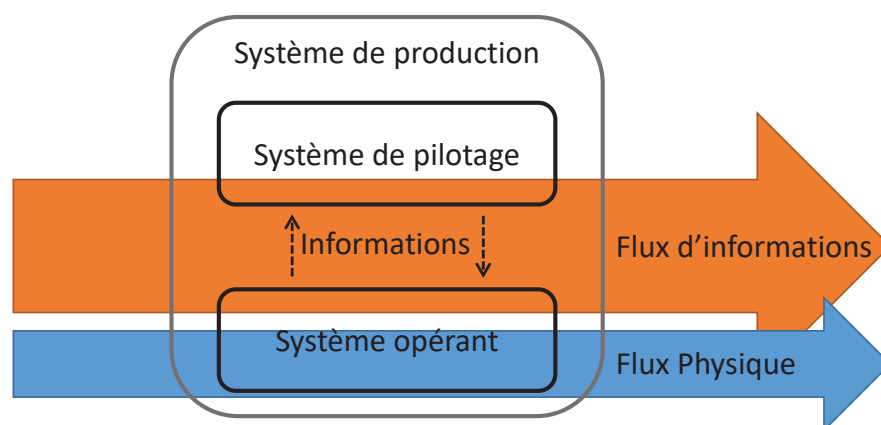 Système de production
Système de pilotage
Informations
Flux d’informations
Système opérant
Flux Physique